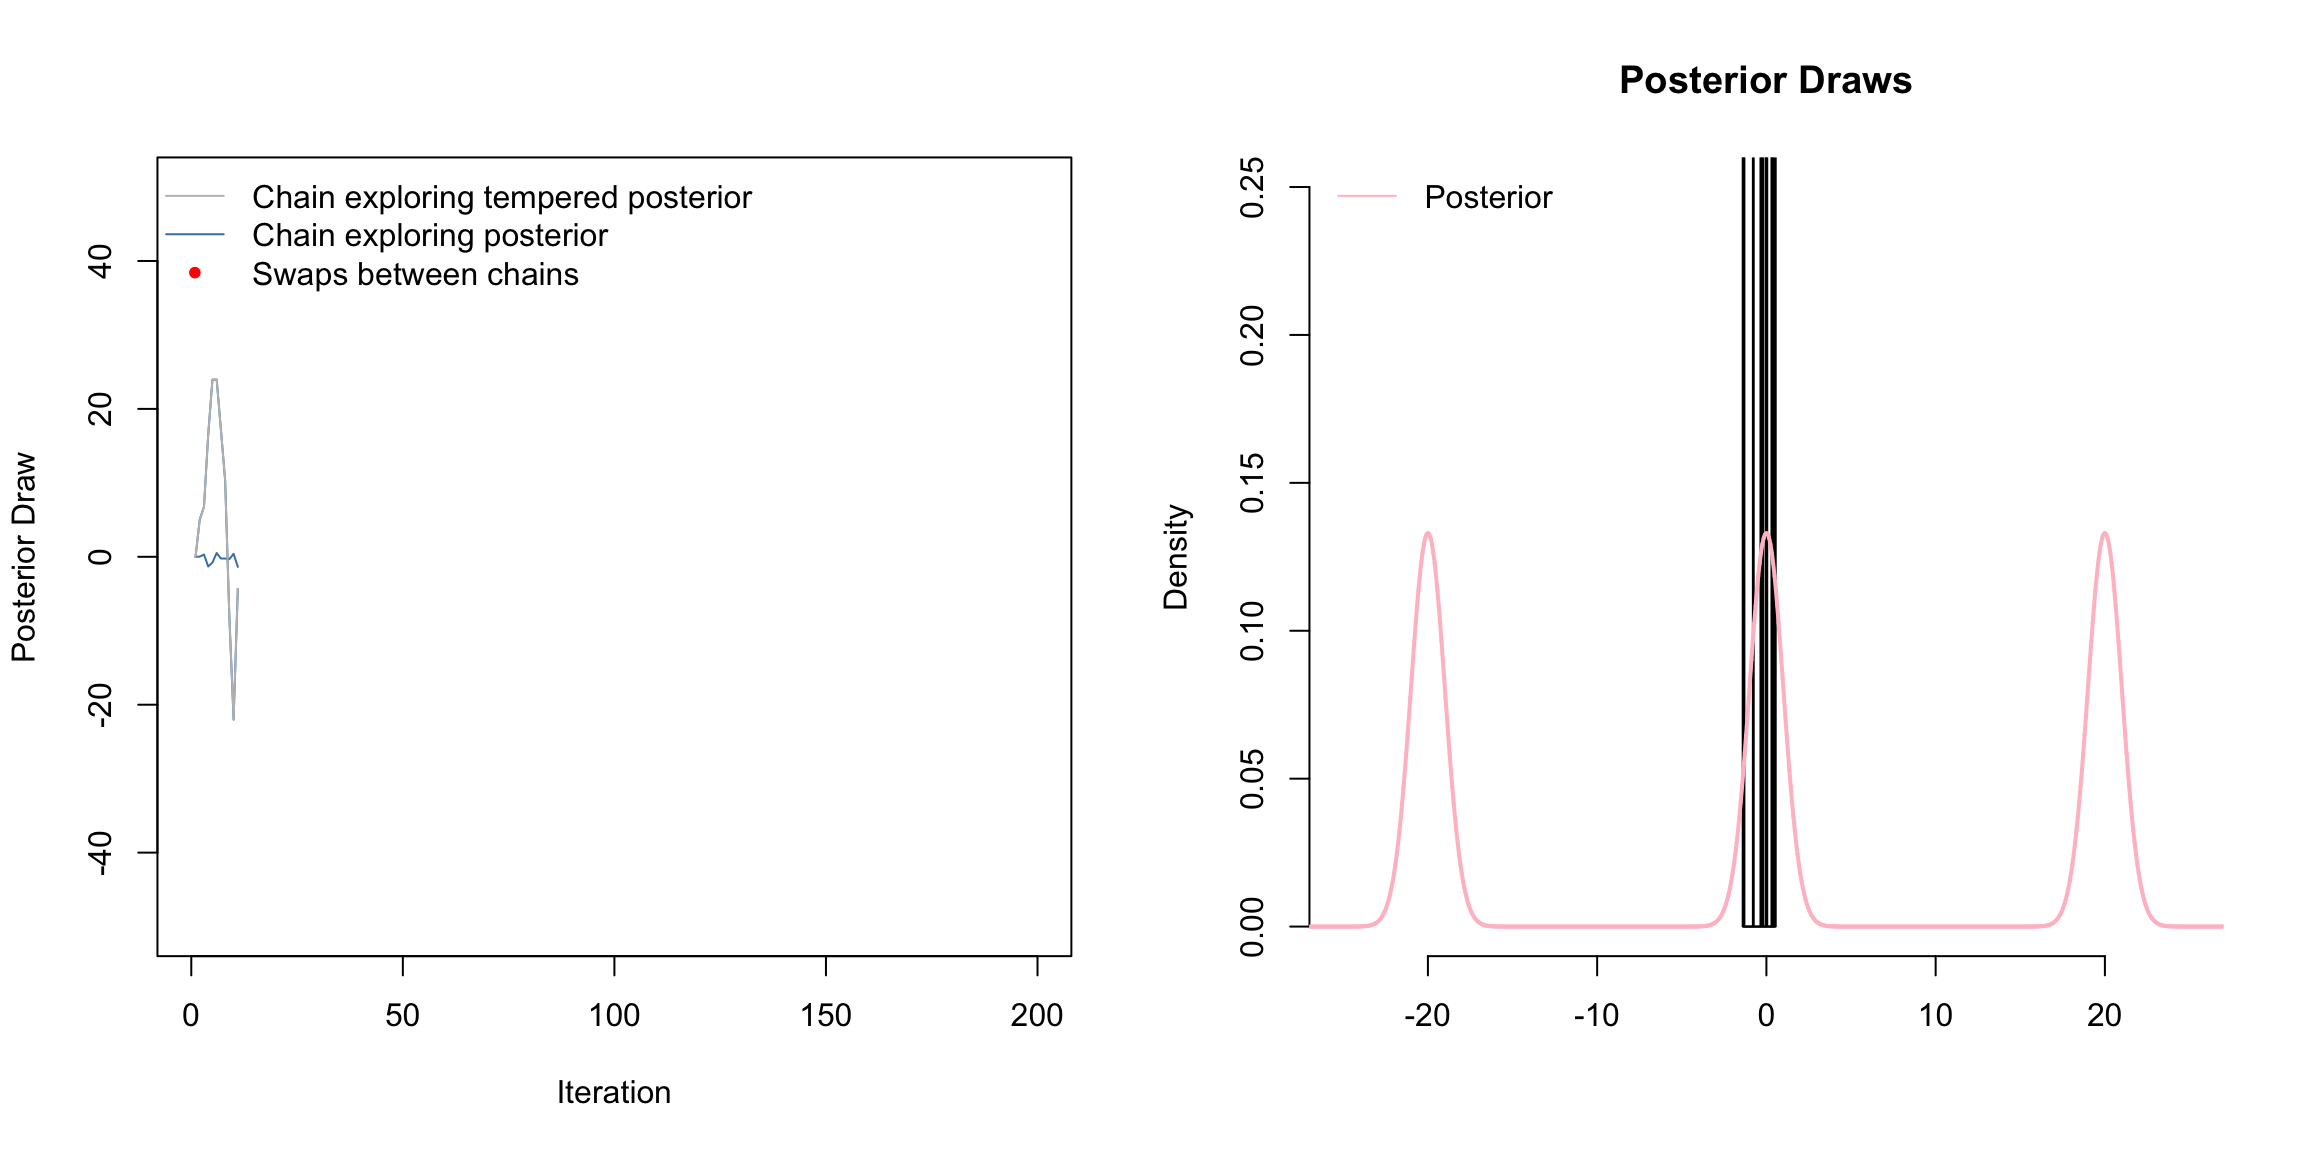 Chain exploring tempered posterior
Chain exploring posterior
Swaps between chains
Posterior Draw
40
20
0
-20
-40
0 50 100 150 200
Iteration
Posterior Draws
Posterior
Density
0.25
0.20
0.15
0.10
0.05
0.00
-20 -10 0 10 20